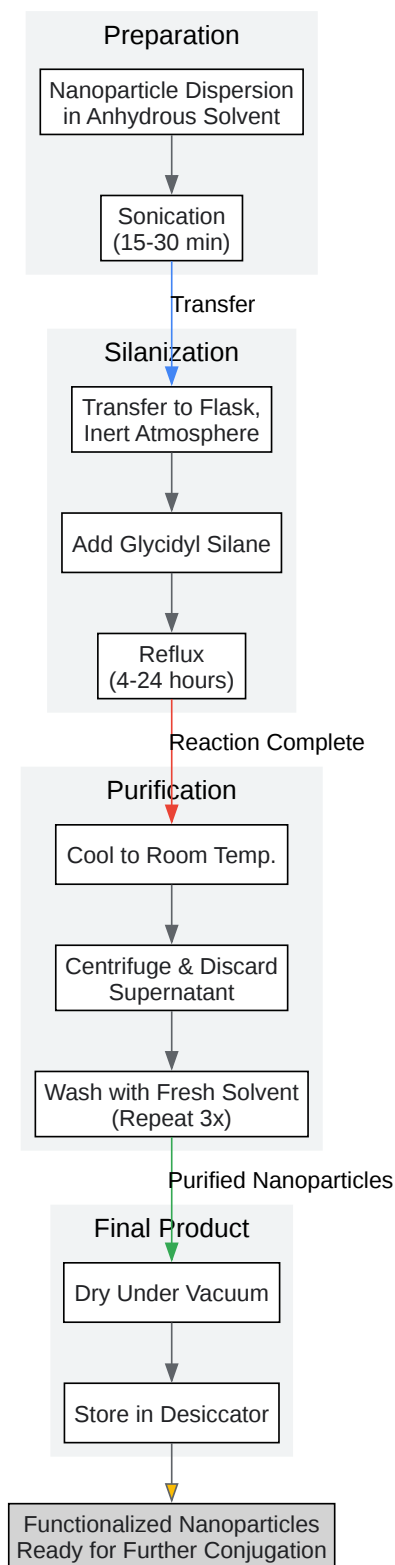 Preparation
Nanoparticle Dispersion
in Anhydrous Solvent
Sonication
(15-30 min)
Transfer
Silanization
Transfer to Flask,
Inert Atmosphere
Add Glycidyl Silane
Reflux
(4-24 hours)
Reaction Complete
Purification
Cool to Room Temp.
Centrifuge & Discard
Supernatant
Wash with Fresh Solvent
(Repeat 3x)
Purified Nanoparticles
Final Product
Dry Under Vacuum
Store in Desiccator
Functionalized Nanoparticles
Ready for Further Conjugation